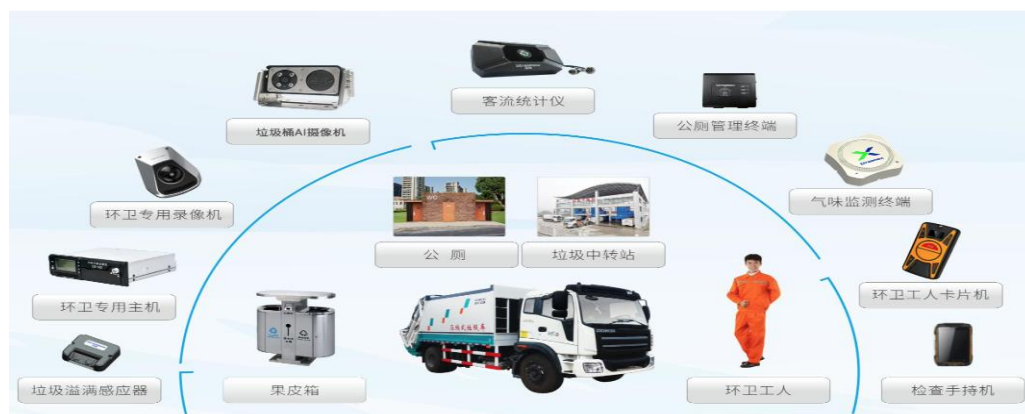 客流统计仪
垃圾桶AI摄像机
公厕管理终端
环卫专用录像机
气味监测终端
公 厕
垃圾中转站
环卫专用主机
环卫工人卡片机
垃圾溢满感应器
果皮箱
环卫工人
检查手持机